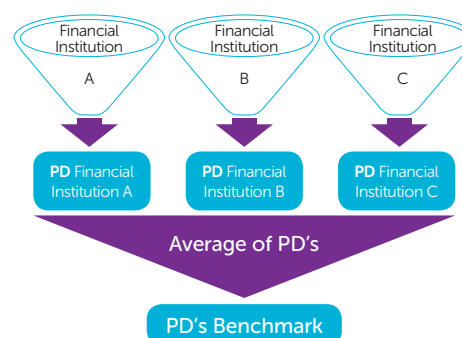 Financial
Institution
A
Financial
Institution
B
Financial
Institution
C
PD Financial
Institution A
PD Financial
Institution B
PD Financial
Institution C
Average of PD's
PD's Benchmark